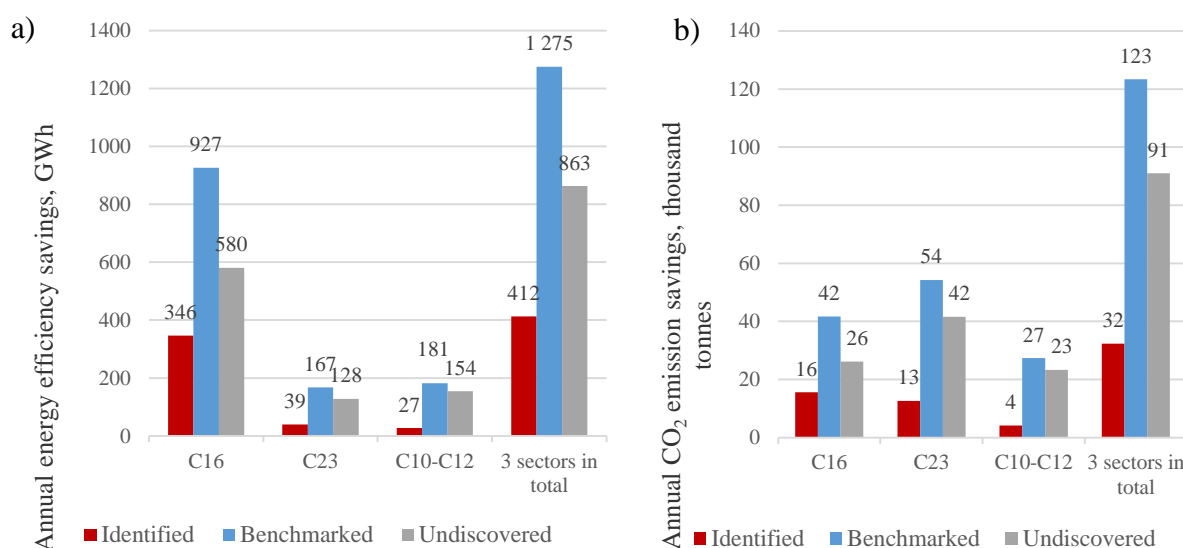 a)
Annual energy efficiency savings, GWh
1400
1200
1000
800
600
400
200
0
346
927
580
39
167
128
27
181
154
412
1 275
863
C16
C23
C10-C12
3 sectors in
total
Identified
Benchmarked
Undiscovered
b)
Annual CO2 emission savings, thousand
tonnes
140
120
100
80
60
40
20
0
16
42
26
13
54
42
4
27
23
32
123
91
C16
C23
C10-C12
3 sectors in
total
Identified
Benchmarked
Undiscovered